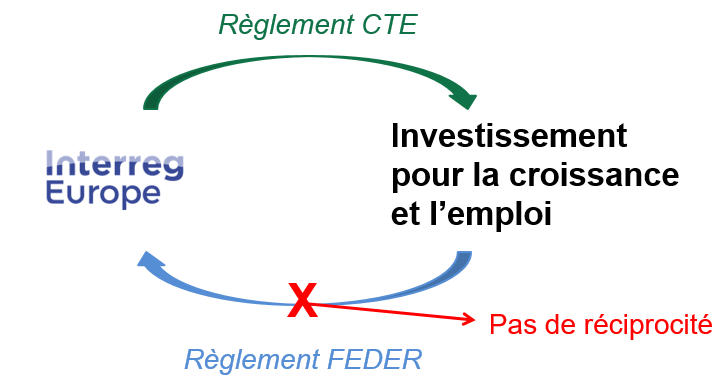 Règlement CTE
Interreg
Europe
Investissement
pour la croissance
et l’emploi
X
Pas de réciprocité
Règlement FEDER